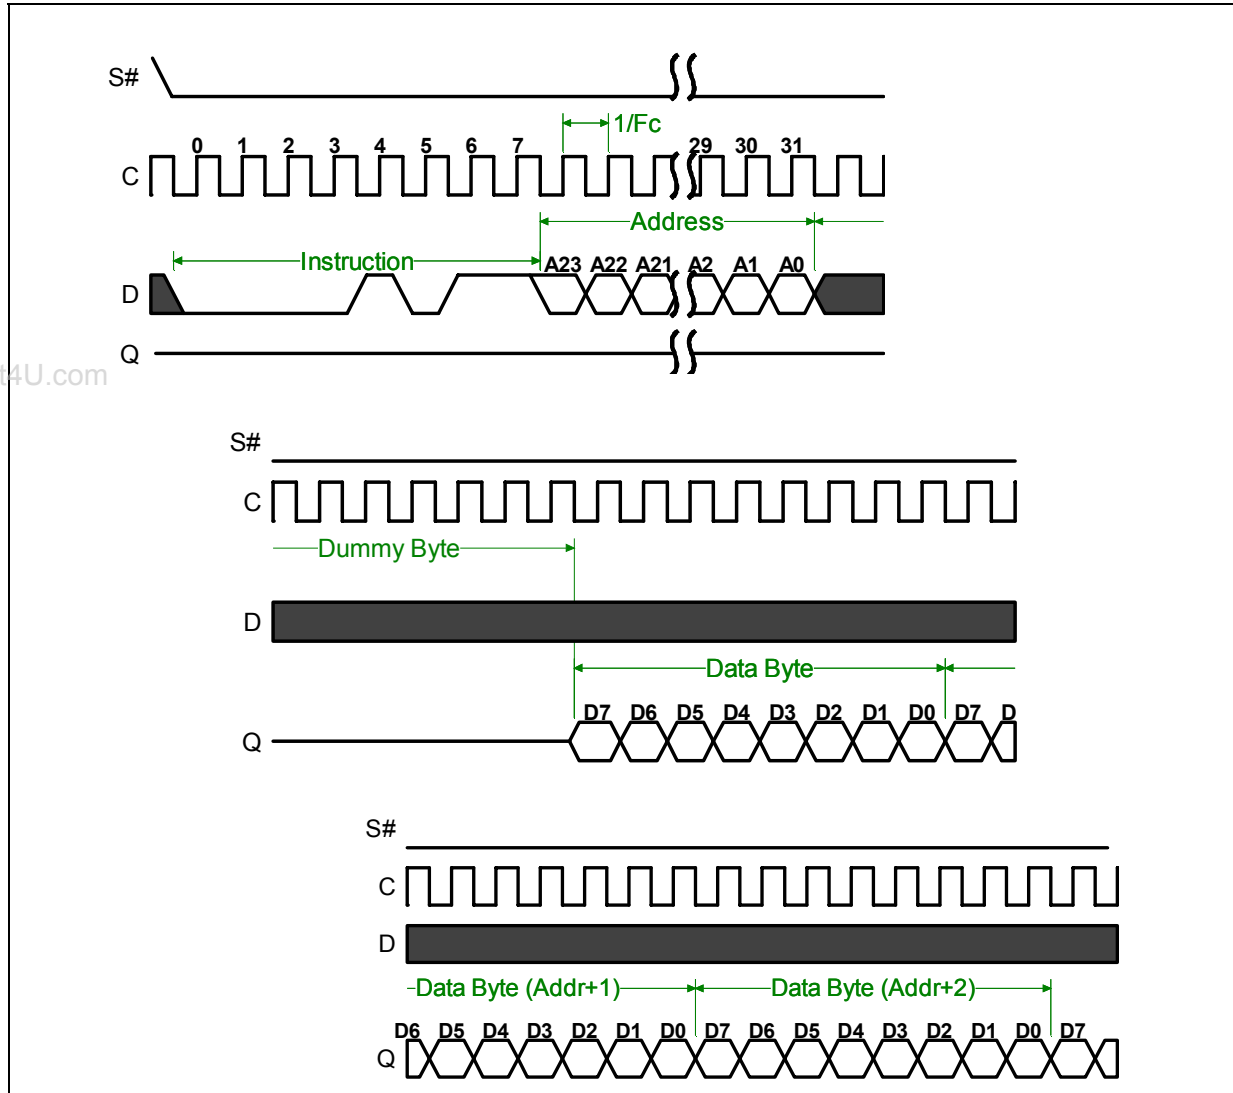 S#
1/Fc
0 1 2 3 4 5 6 7 29 30 31
C
Address
Instruction
A23 A22 A21 A2 A1 A0
D
Q
t4U.com
S#
C
Dummy Byte
D
Data Byte
D7 D6 D5 D4 D3 D2 D1 D0 D7 D
Q
S#
C
D
Data Byte (Addr+1) Data Byte (Addr+2)
D6 D5 D4 D3 D2 D1 D0 D7 D6 D5 D4 D3 D2 D1 D0 D7
Q